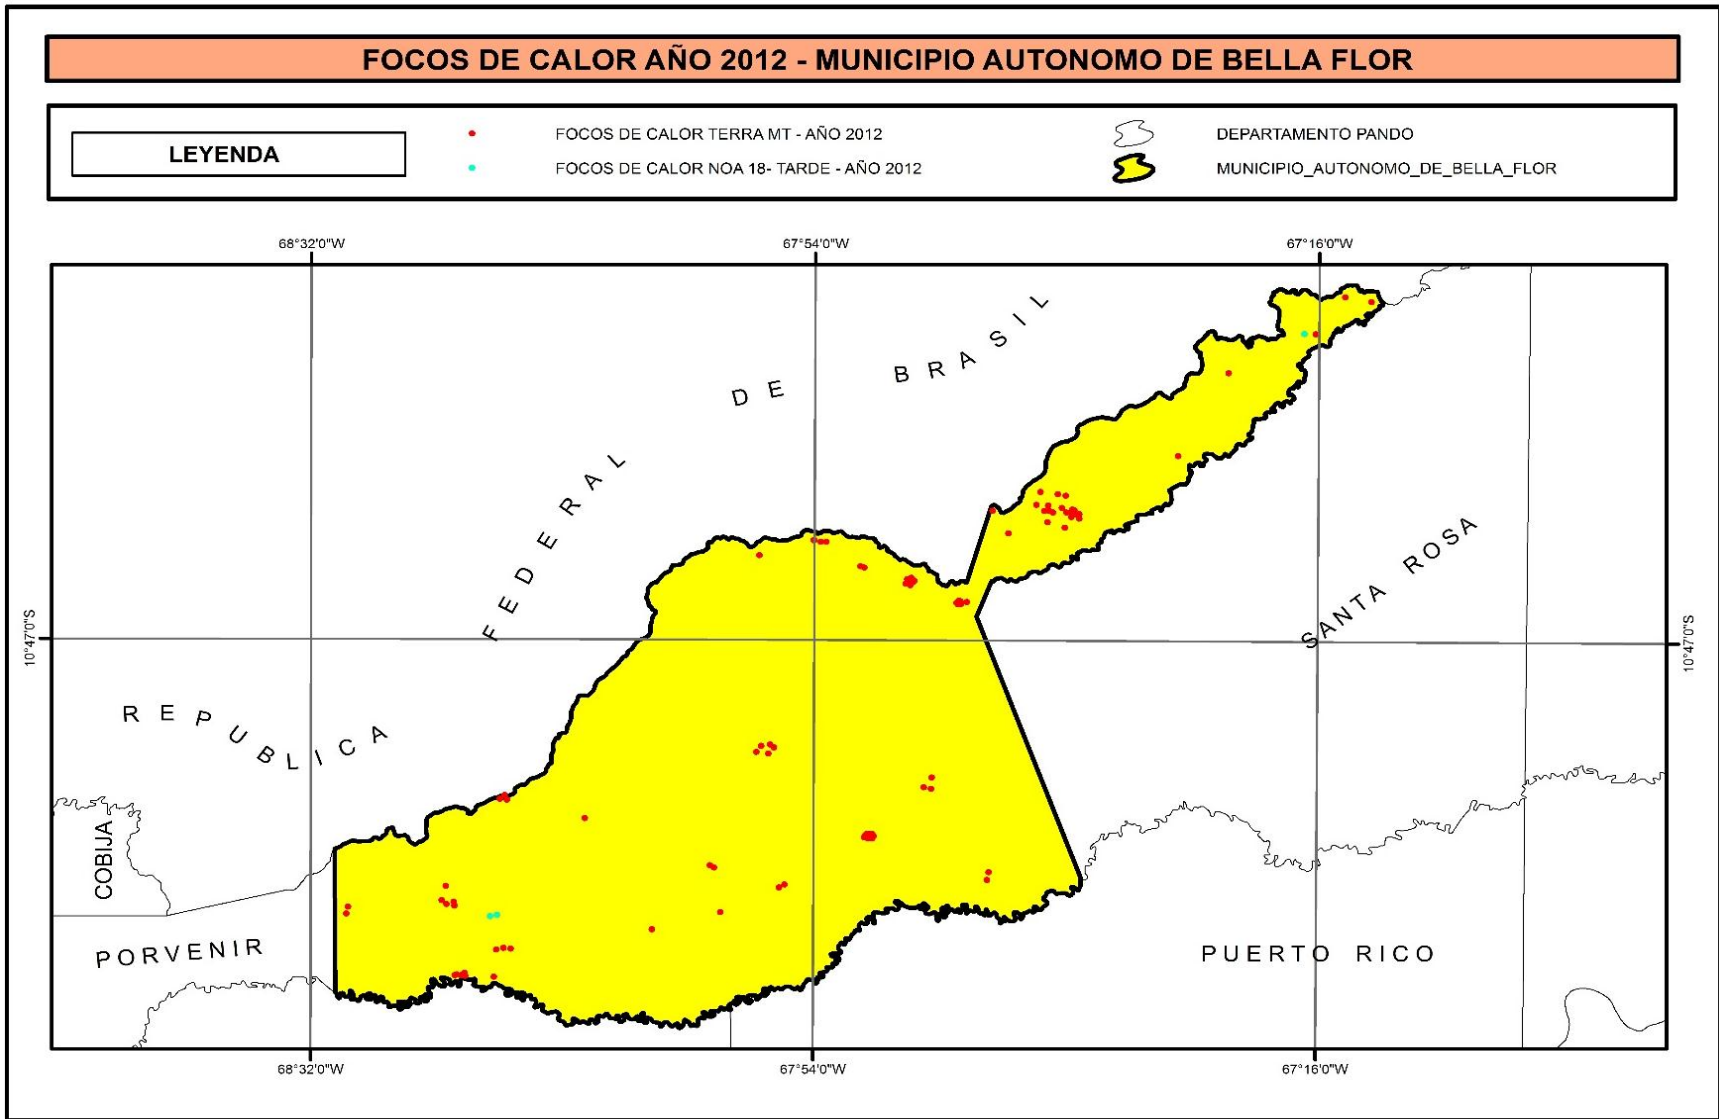 FOCOS DE CALOR AÑO 2012 - MUNICIPIO AUTONOMO DE BELLA FLOR
LEYENDA
FOCOS DE CALOR TERRA MT - AÑO 2012
FOCOS DE CALOR NOA 18- TARDE - AÑO 2012
DEPARTAMENTO PANDO
MUNICIPIO_AUTONOMO_DE_BELLA_FLOR
68°32'0"W
67°54'0"W
67°16'0"W
REPUBLICA FEDERAL DE BRASIL
SANTA ROSA
10°47'0"S
10°47'0"S
COBIJA
PORVENIR
PUERTO RICO
68°32'0"W
67°54'0"W
67°16'0"W